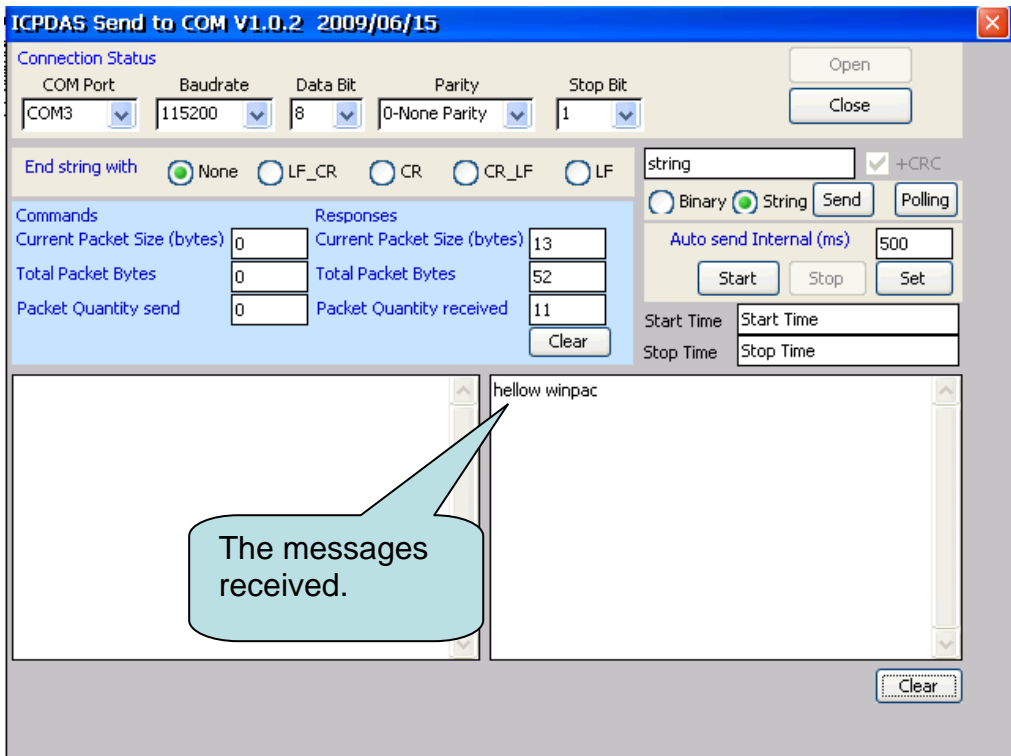 ICPDAS Send to COM V1.0.2 2009/06/15
Connection Status
COM Port Baudrate Data Bit Parity Stop Bit
COM3 115200 8 0-None Parity 1
Open
Close
End string with None LF_CR CR CR_LF LF
string +CRC
Binary String Send Polling
Commands
Current Packet Size (bytes) 0
Total Packet Bytes 0
Packet Quantity send 0
Responses
Current Packet Size (bytes) 13
Total Packet Bytes 52
Packet Quantity received 11
Clear
Auto send Internal (ms) 500
Start Stop Set
Start Time Start Time
Stop Time Stop Time
hellow winpac
The messages
received.
Clear